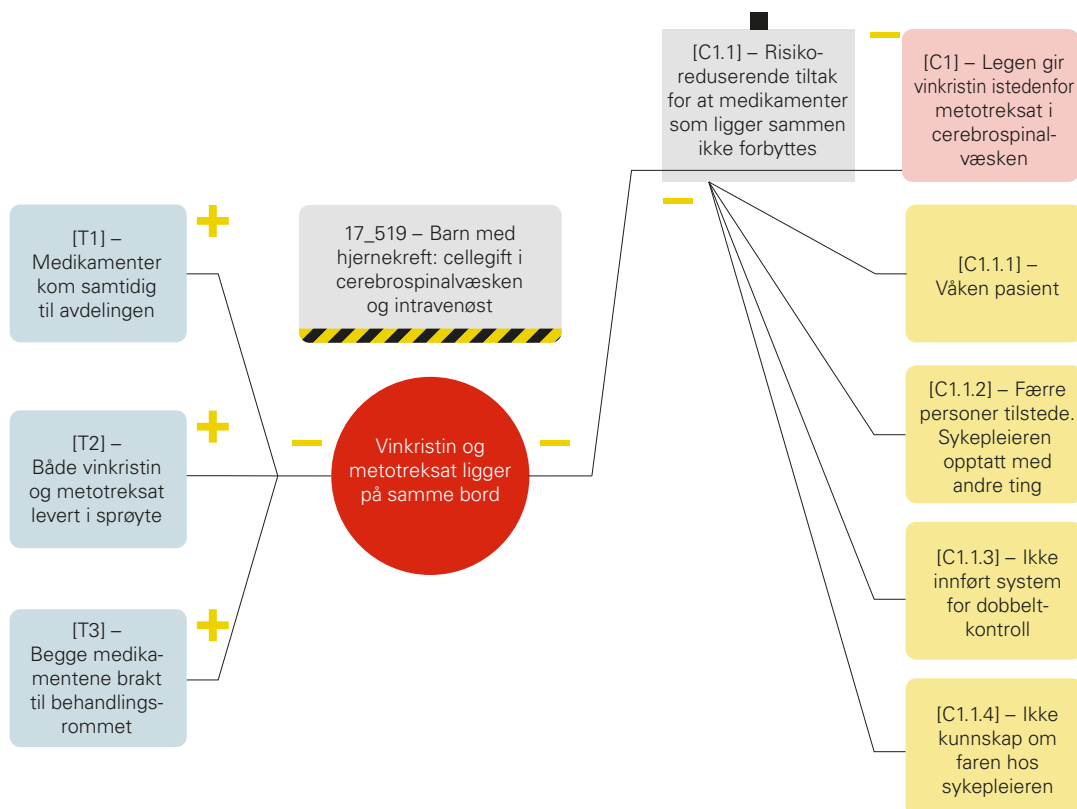 [T1] –
Medikamenter
kom samtidig
til avdelingen
[T2] –
Både vinkristin
og metotreksat
levert i sprøyte
[T3] –
Begge medika-
mentene brakt
til behandlings-
rommet
17_519 – Barn med
hjernekreft: cellegift i
cerebrospinalvæsken
og intravenøst
Vinkristin og
metotreksat ligger
på samme bord
[C1.1] – Risiko-
reduserende tiltak
for at medikamenter
som ligger sammen
ikke forbyttes
[C1] – Legen gir
vinkristin istedenfor
metotreksat i
cerebrospinal-
væsken
[C1.1.1] –
Våken pasient
[C1.1.2] – Færre
personer tilstede.
Sykepleieren
opptatt med
andre ting
[C1.1.3] – Ikke
innført system
for dobbelt-
kontroll
[C1.1.4] – Ikke
kunnskap om
faren hos
sykepleieren